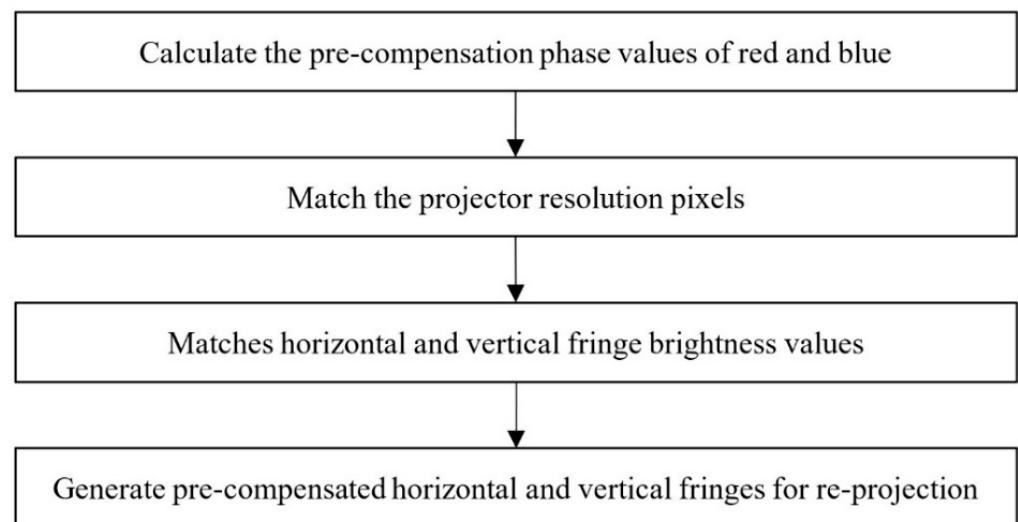 Calculate the pre-compensation phase values of red and blue
Match the projector resolution pixels
Matches horizontal and vertical fringe brightness values
Generate pre-compensated horizontal and vertical fringes for re-projection